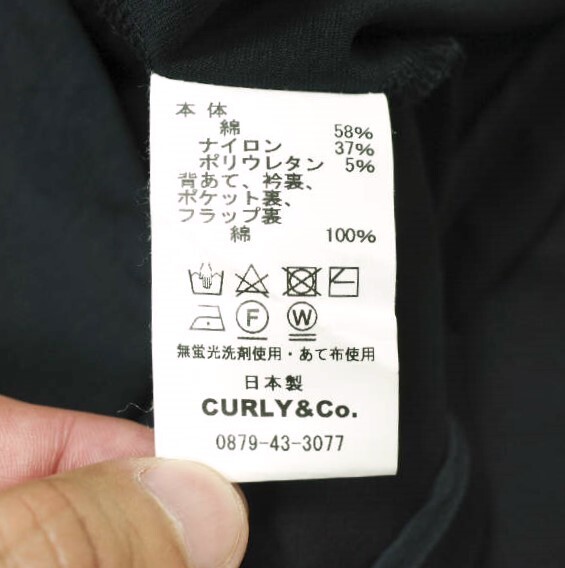 本体
綿 58%
ナイロン 37%
ポリウレタン 5%
背あて、衿裏、
ポケット裏、
フラップ裏
綿 100%
F W
無蛍光洗剤使用・あて布使用
日本製
CURLY&Co.
0879-43-3077